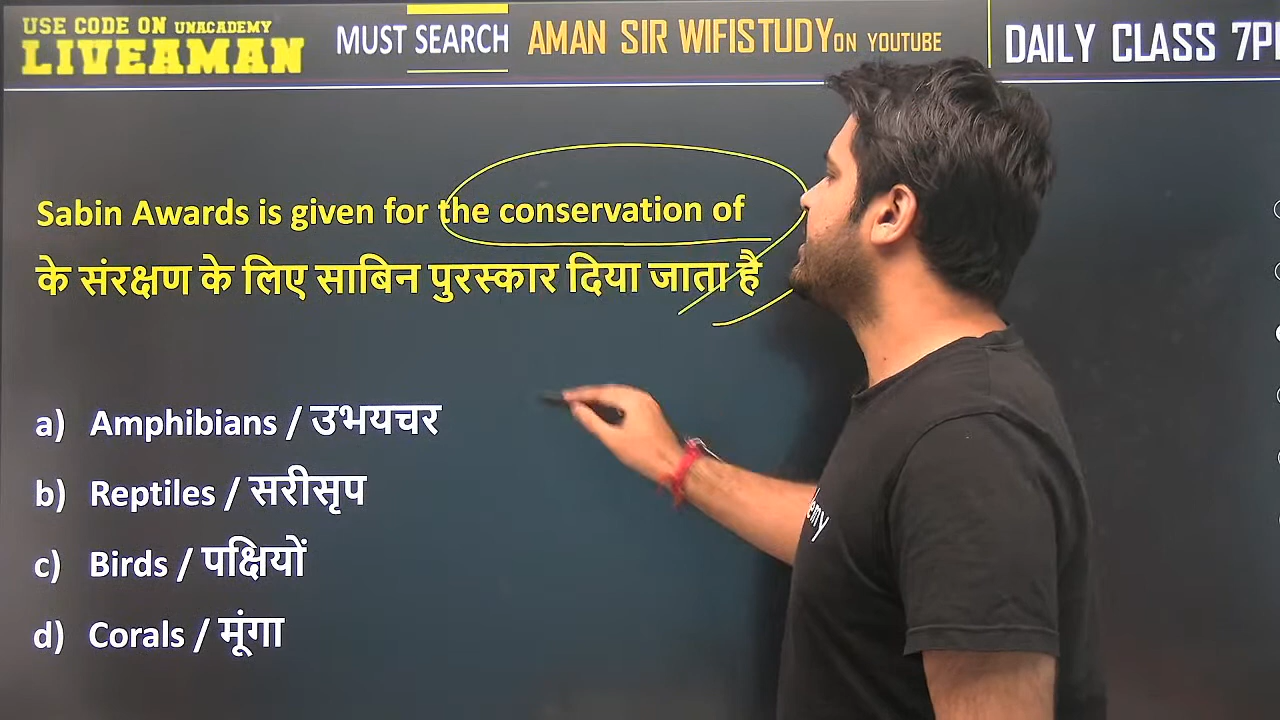 USE CODE ON UNACADEMY
LIVEAMAN
MUST SEARCH AMAN SIR WIFISTUDY ON YOUTUBE
DAILY CLASS 7P
Sabin Awards is given for the conservation of
के संरक्षण के लिए साबिन पुरस्कार दिया जाता है
a) Amphibians / उभयचर
b) Reptiles / सरीसृप
c) Birds / पक्षियों
d) Corals / मूंगा